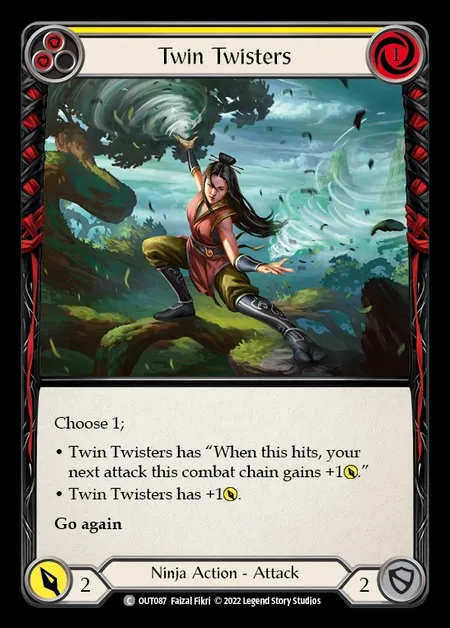 Twin Twisters
1
Choose 1;
• Twin Twisters has “When this hits, your
next attack this combat chain gains +1.”
• Twin Twisters has +1.
Go again
2
Ninja Action - Attack
2
C OUT087 Faizal Fikri © 2022 Legend Story Studios